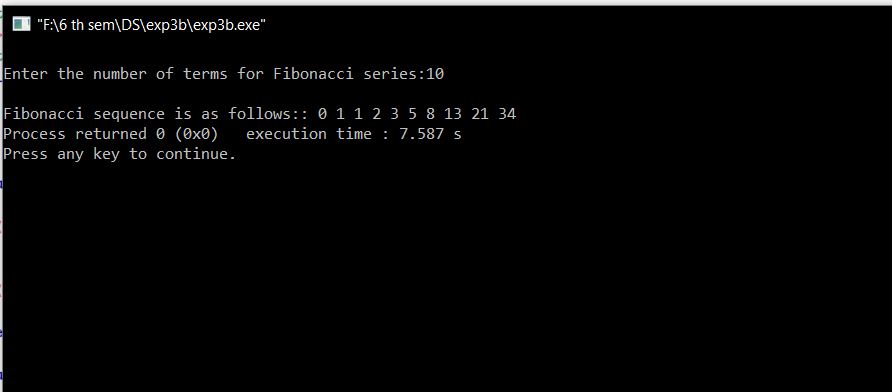 "F:\6 th sem\DS\exp3b\exp3b.exe"
Enter the number of terms for Fibonacci series:10
Fibonacci sequence is as follows:: 0 1 1 2 3 5 8 13 21 34
Process returned 0 (0x0)   execution time : 7.587 s
Press any key to continue.